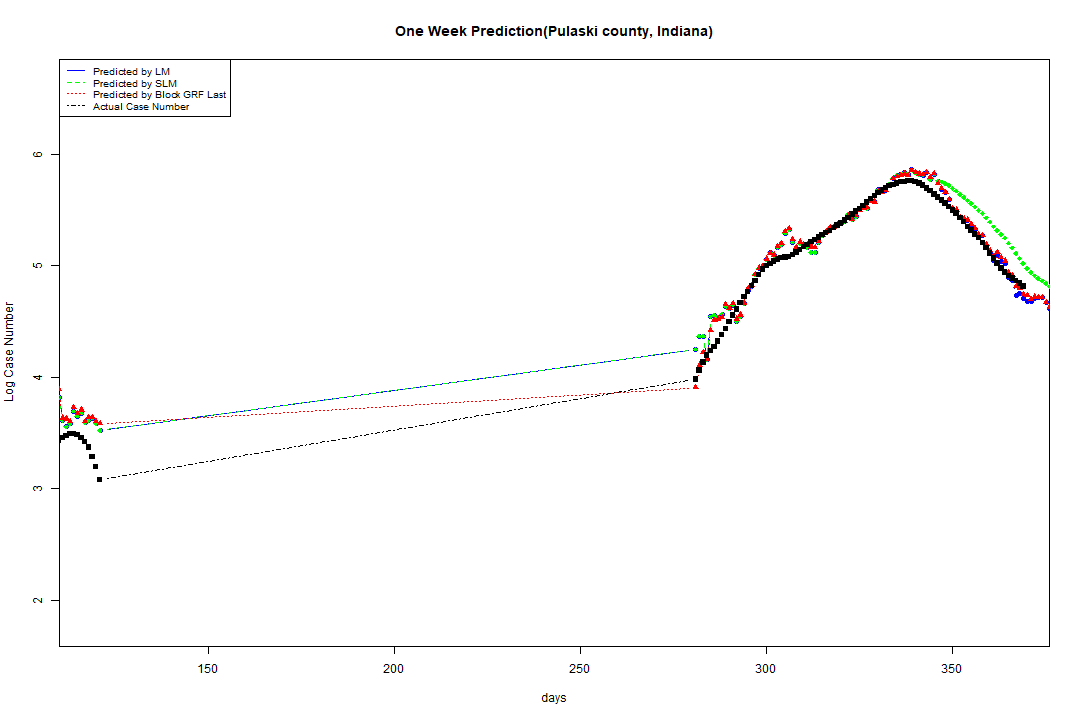 One Week Prediction(Pulaski county, Indiana)
Predicted by LM
Predicted by SLM
Predicted by Block GRF Last
Actual Case Number
6
5
4
3
2
Log Case Number
150
200
250
300
350
days